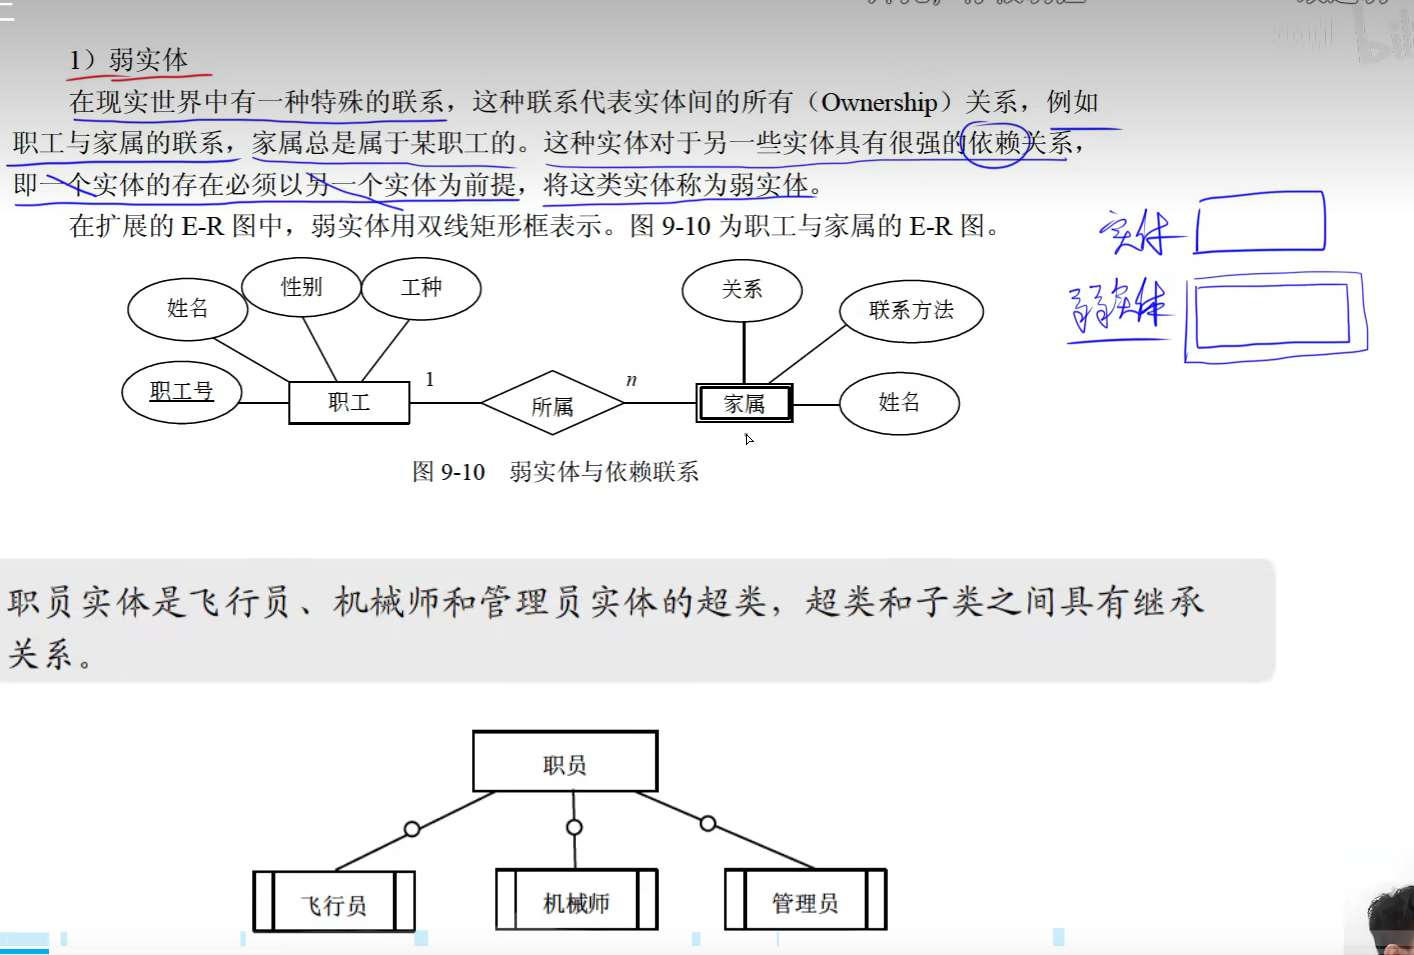 1）弱实体
在现实世界中有一种特殊的联系，这种联系代表实体间的所有（Ownership）关系，例如
职工与家属的联系，家属总是属于某职工的。这种实体对于另一些实体具有很强的依赖关系，
即一个实体的存在必须以另一个实体为前提，将这类实体称为弱实体。
在扩展的 E-R 图中，弱实体用双线矩形框表示。图 9-10 为职工与家属的 E-R 图。
实体
弱实体
姓名
性别
工种
关系
联系方法
职工号
职工
1
所属
n
家属
姓名
图 9-10 弱实体与依赖联系
职员实体是飞行员、机械师和管理员实体的超类，超类和子类之间具有继承
关系。
职员
飞行员
机械师
管理员